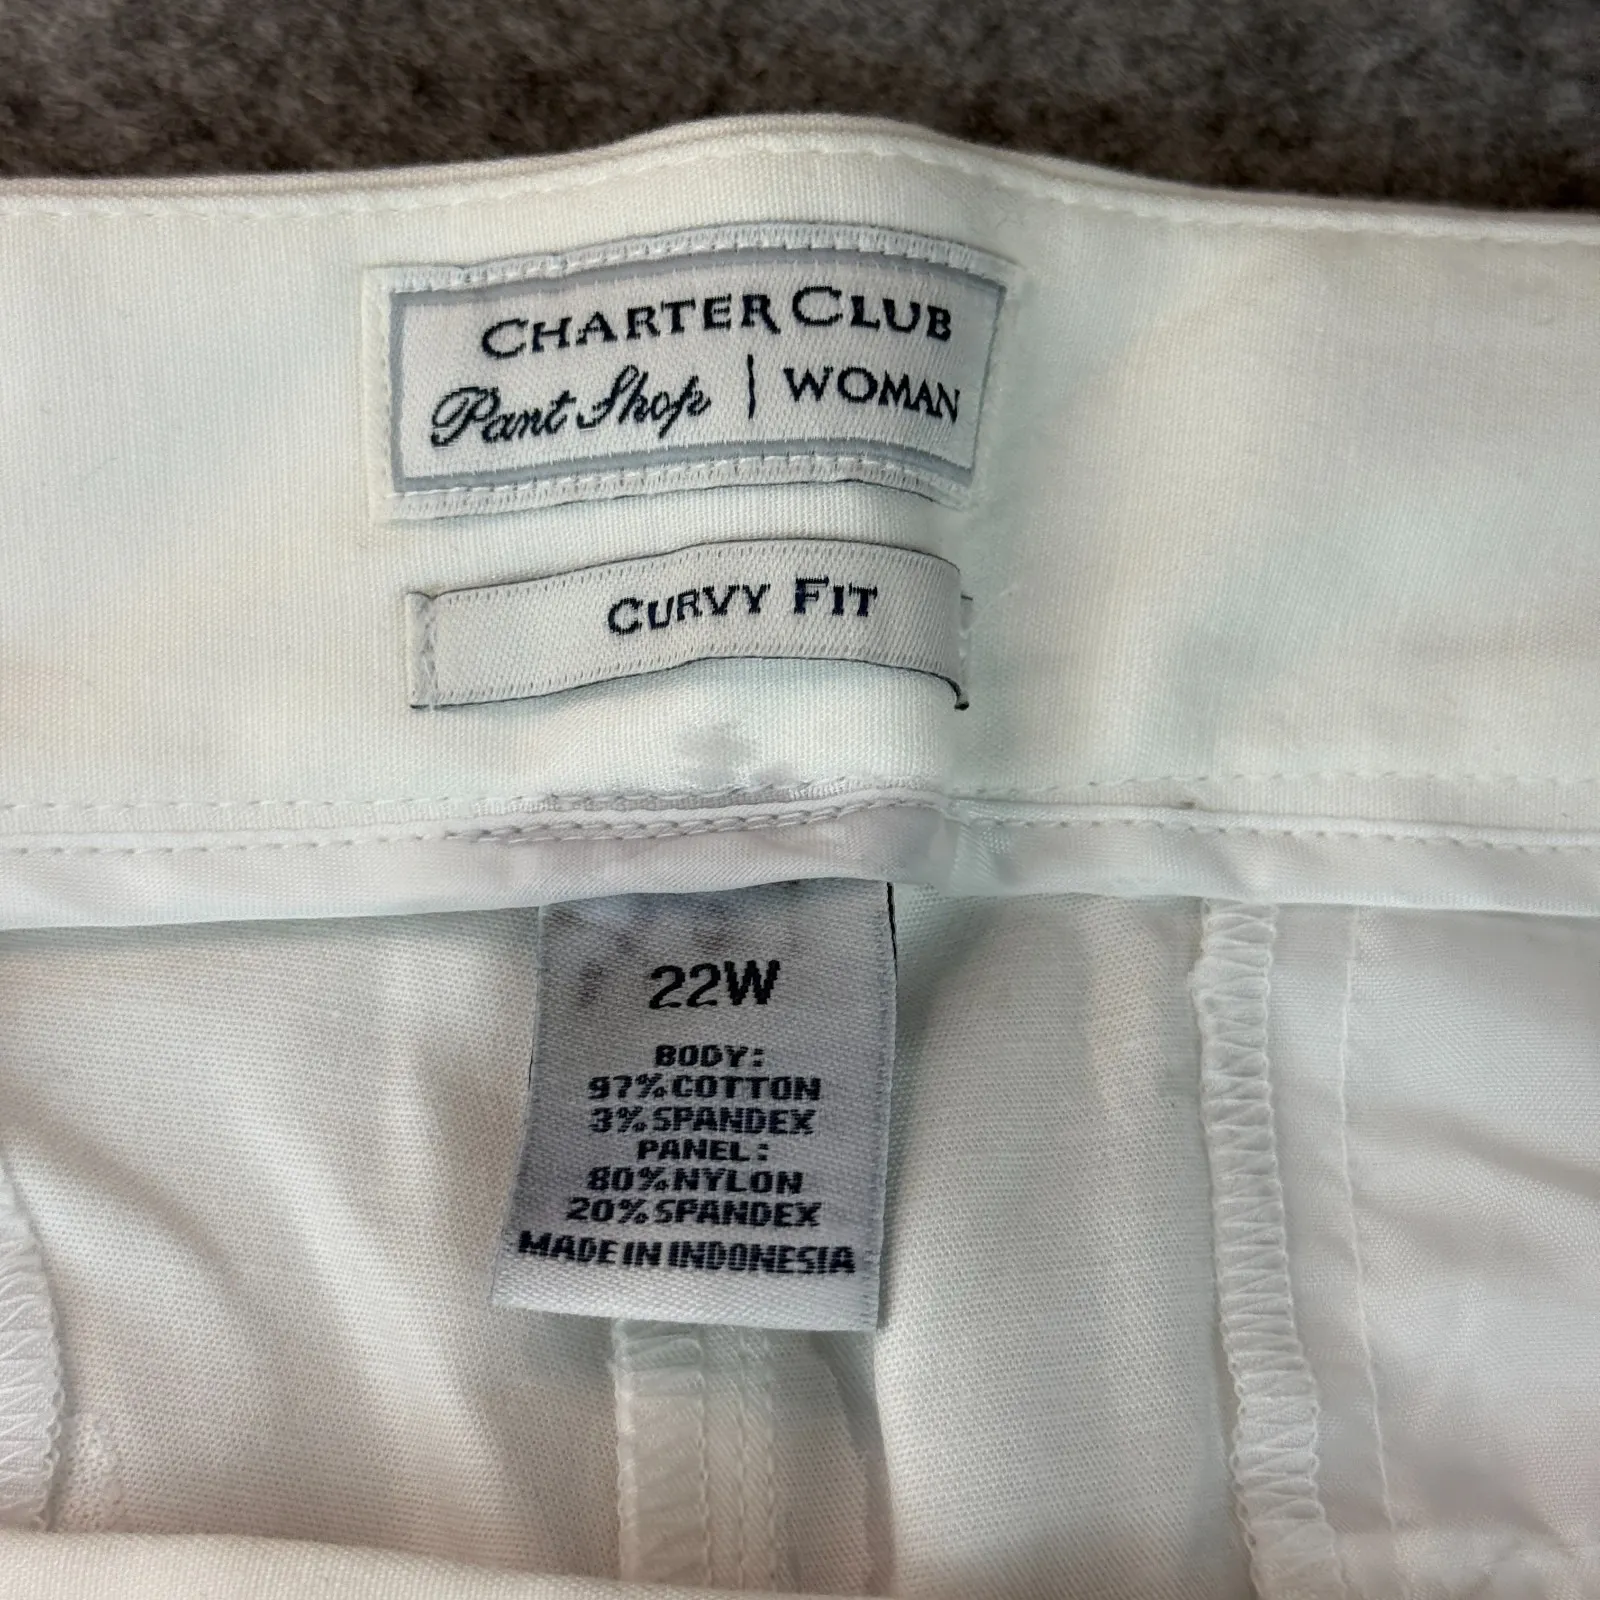 CHARTER CLUB
Pant Shop | WOMAN
CURVY FIT
22W
BODY:
97% COTTON
3% SPANDEX
PANEL:
80% NYLON
20% SPANDEX
MADE IN INDONESIA